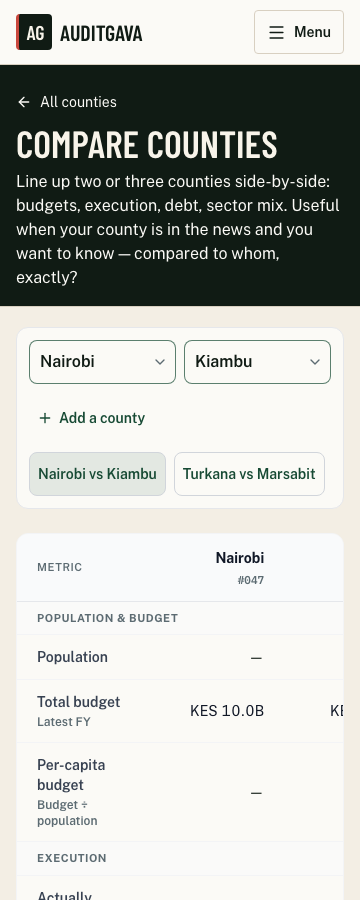 AG AUDITGAVA
Menu
← All counties
COMPARE COUNTIES
Line up two or three counties side-by-side:
budgets, execution, debt, sector mix. Useful
when your county is in the news and you
want to know — compared to whom,
exactly?
Nairobi
Kiambu
+ Add a county
Nairobi vs Kiambu
Turkana vs Marsabit
METRIC
Nairobi
#047
POPULATION & BUDGET
Population
—
Total budget
Latest FY
KES 10.0B
Per-capita
budget
Budget ÷
population
—
EXECUTION
Actually